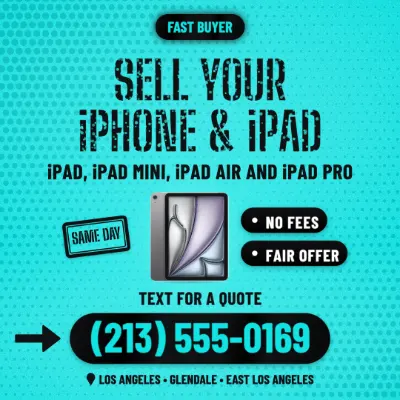 FAST BUYER
SELL YOUR
iPHONE & iPAD
iPAD, iPAD MINI, iPAD AIR AND iPAD PRO
SAME DAY
• NO FEES
• FAIR OFFER
TEXT FOR A QUOTE
(213) 555-0169
LOS ANGELES • GLENDALE • EAST LOS ANGELES